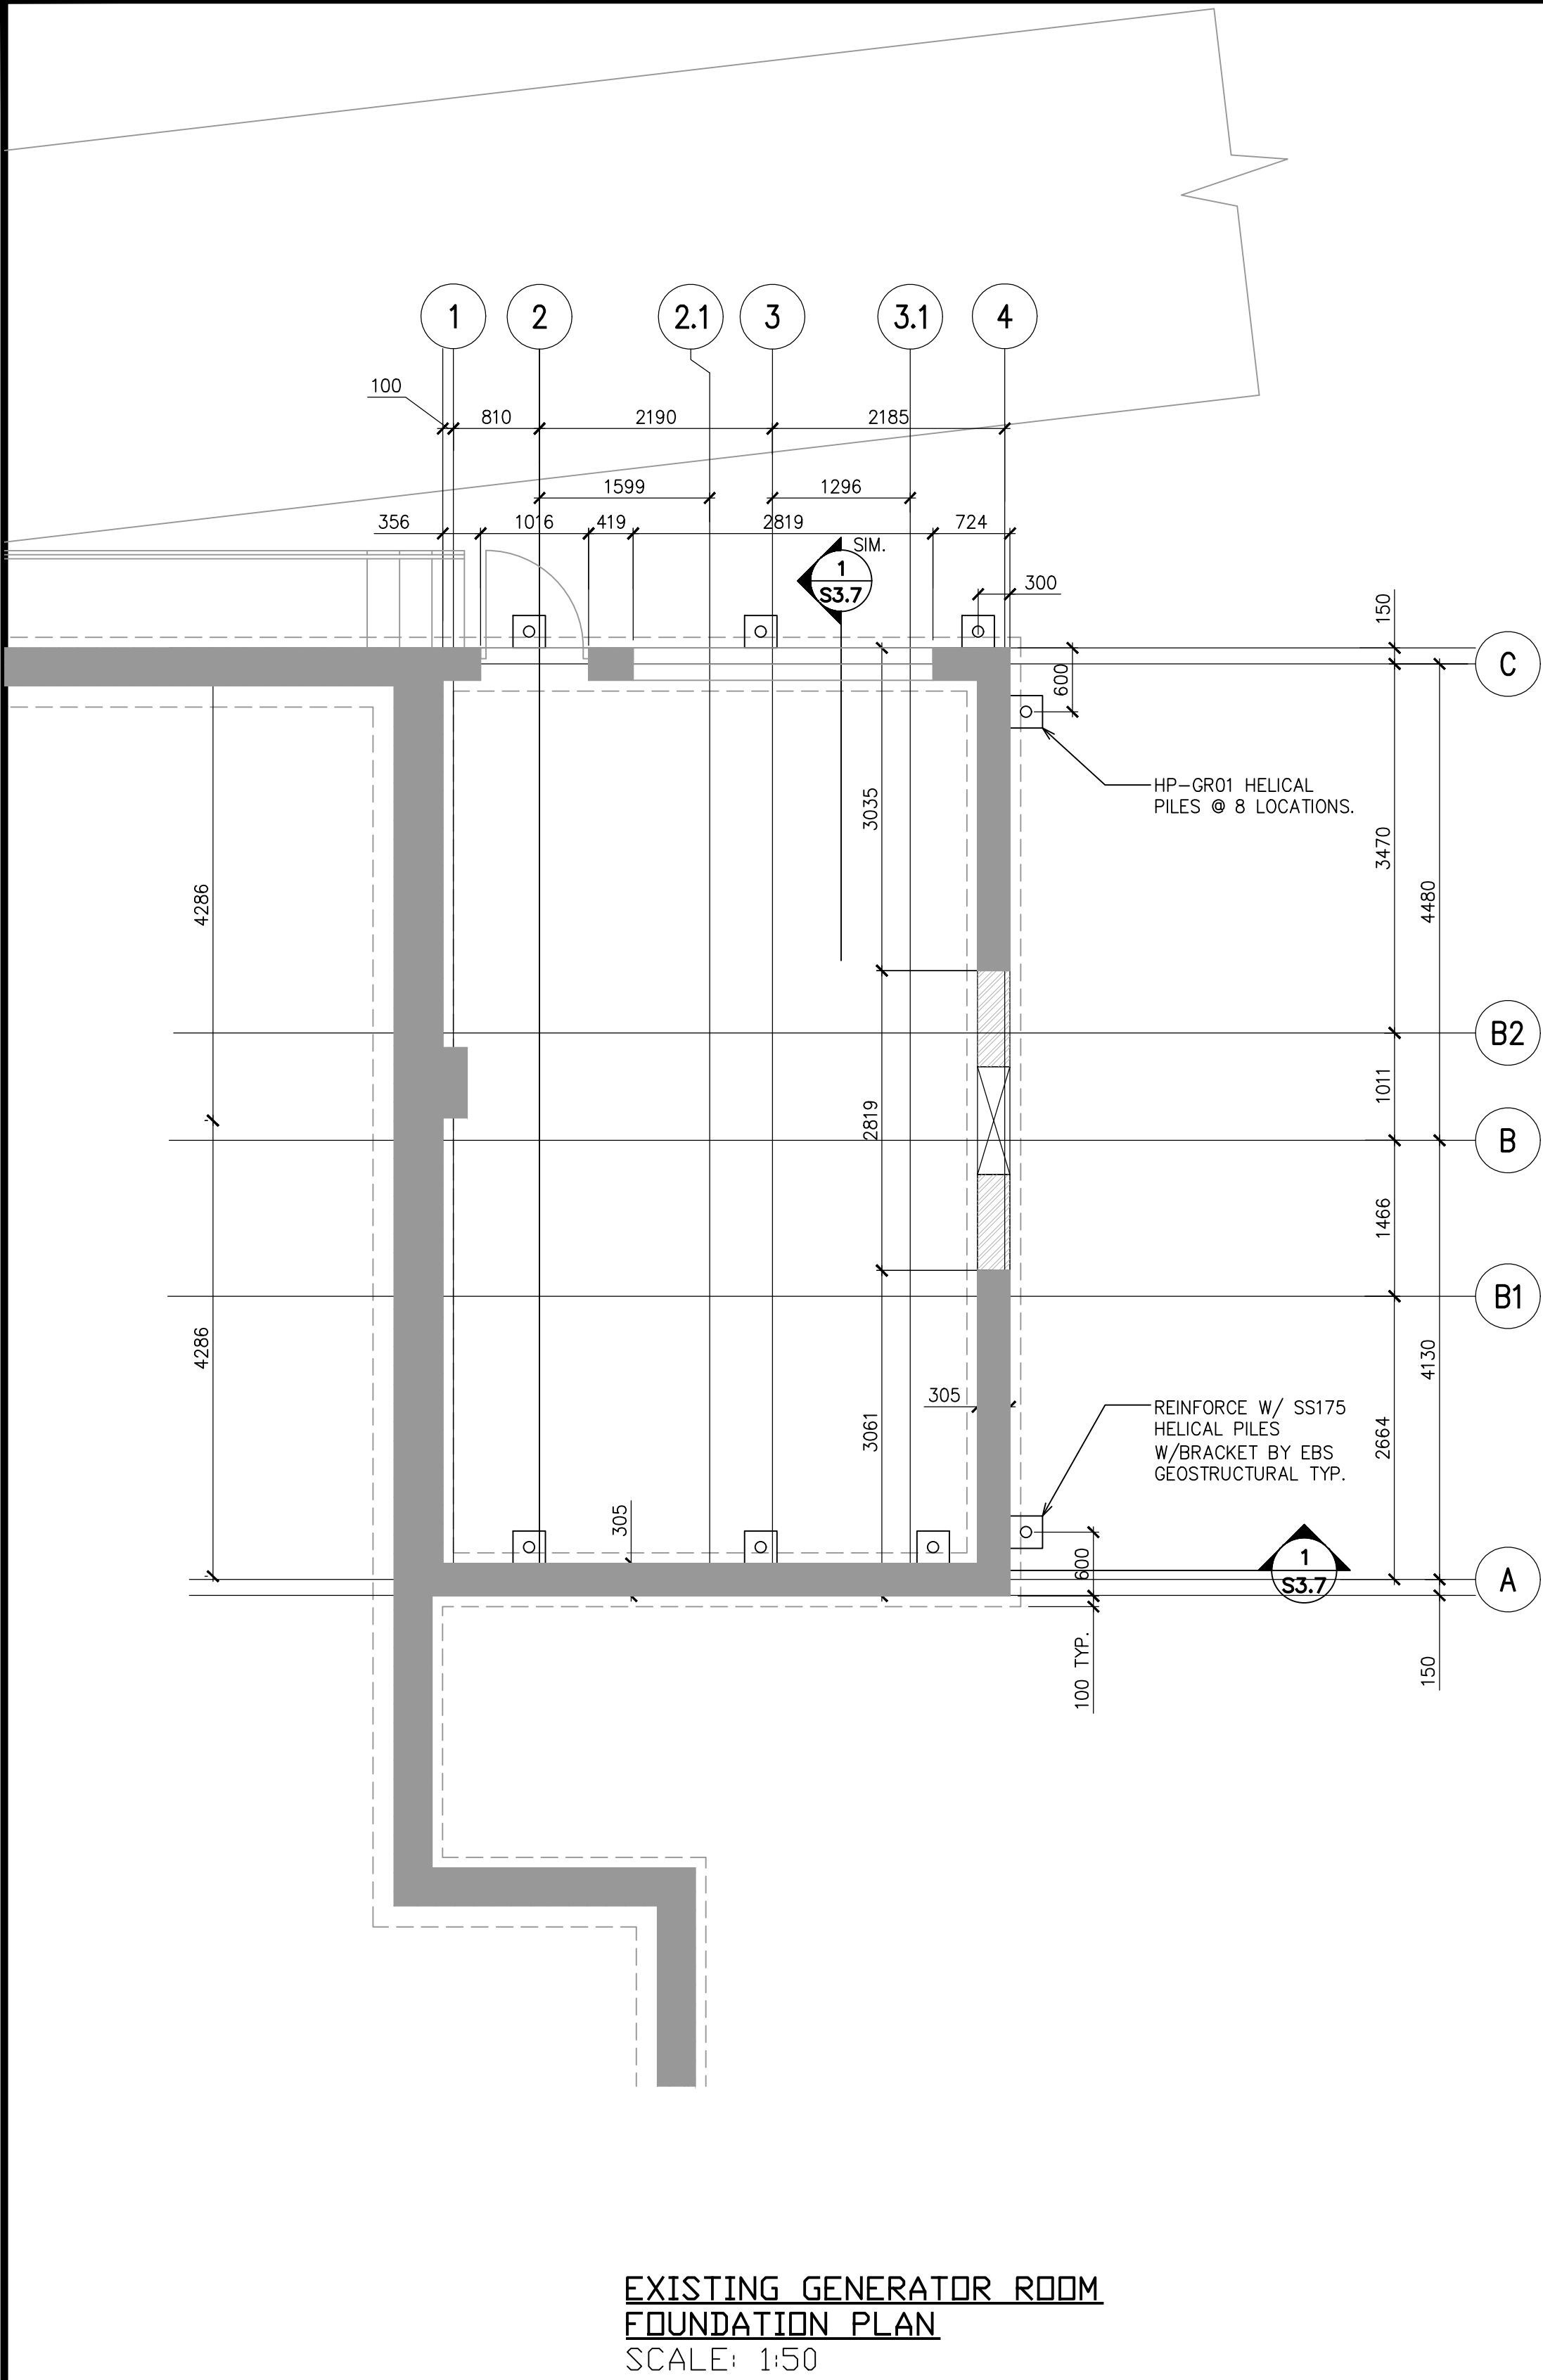 1
2
2.1
3
3.1
4
100
810
2190
2185
1599
1296
356
1016
419
2819
724
SIM.
1
S3.7
300
150
C
600
HP-GR01 HELICAL
PILES @ 8 LOCATIONS.
3035
3470
4286
4480
B2
1011
2819
B
1466
B1
4286
4130
305
REINFORCE W/ SS175
HELICAL PILES
W/BRACKET BY EBS
GEOSTRUCTURAL TYP.
3061
2664
305
600
1
S3.7
A
100 TYP.
150
EXISTING GENERATOR ROOM
FOUNDATION PLAN
SCALE: 1:50